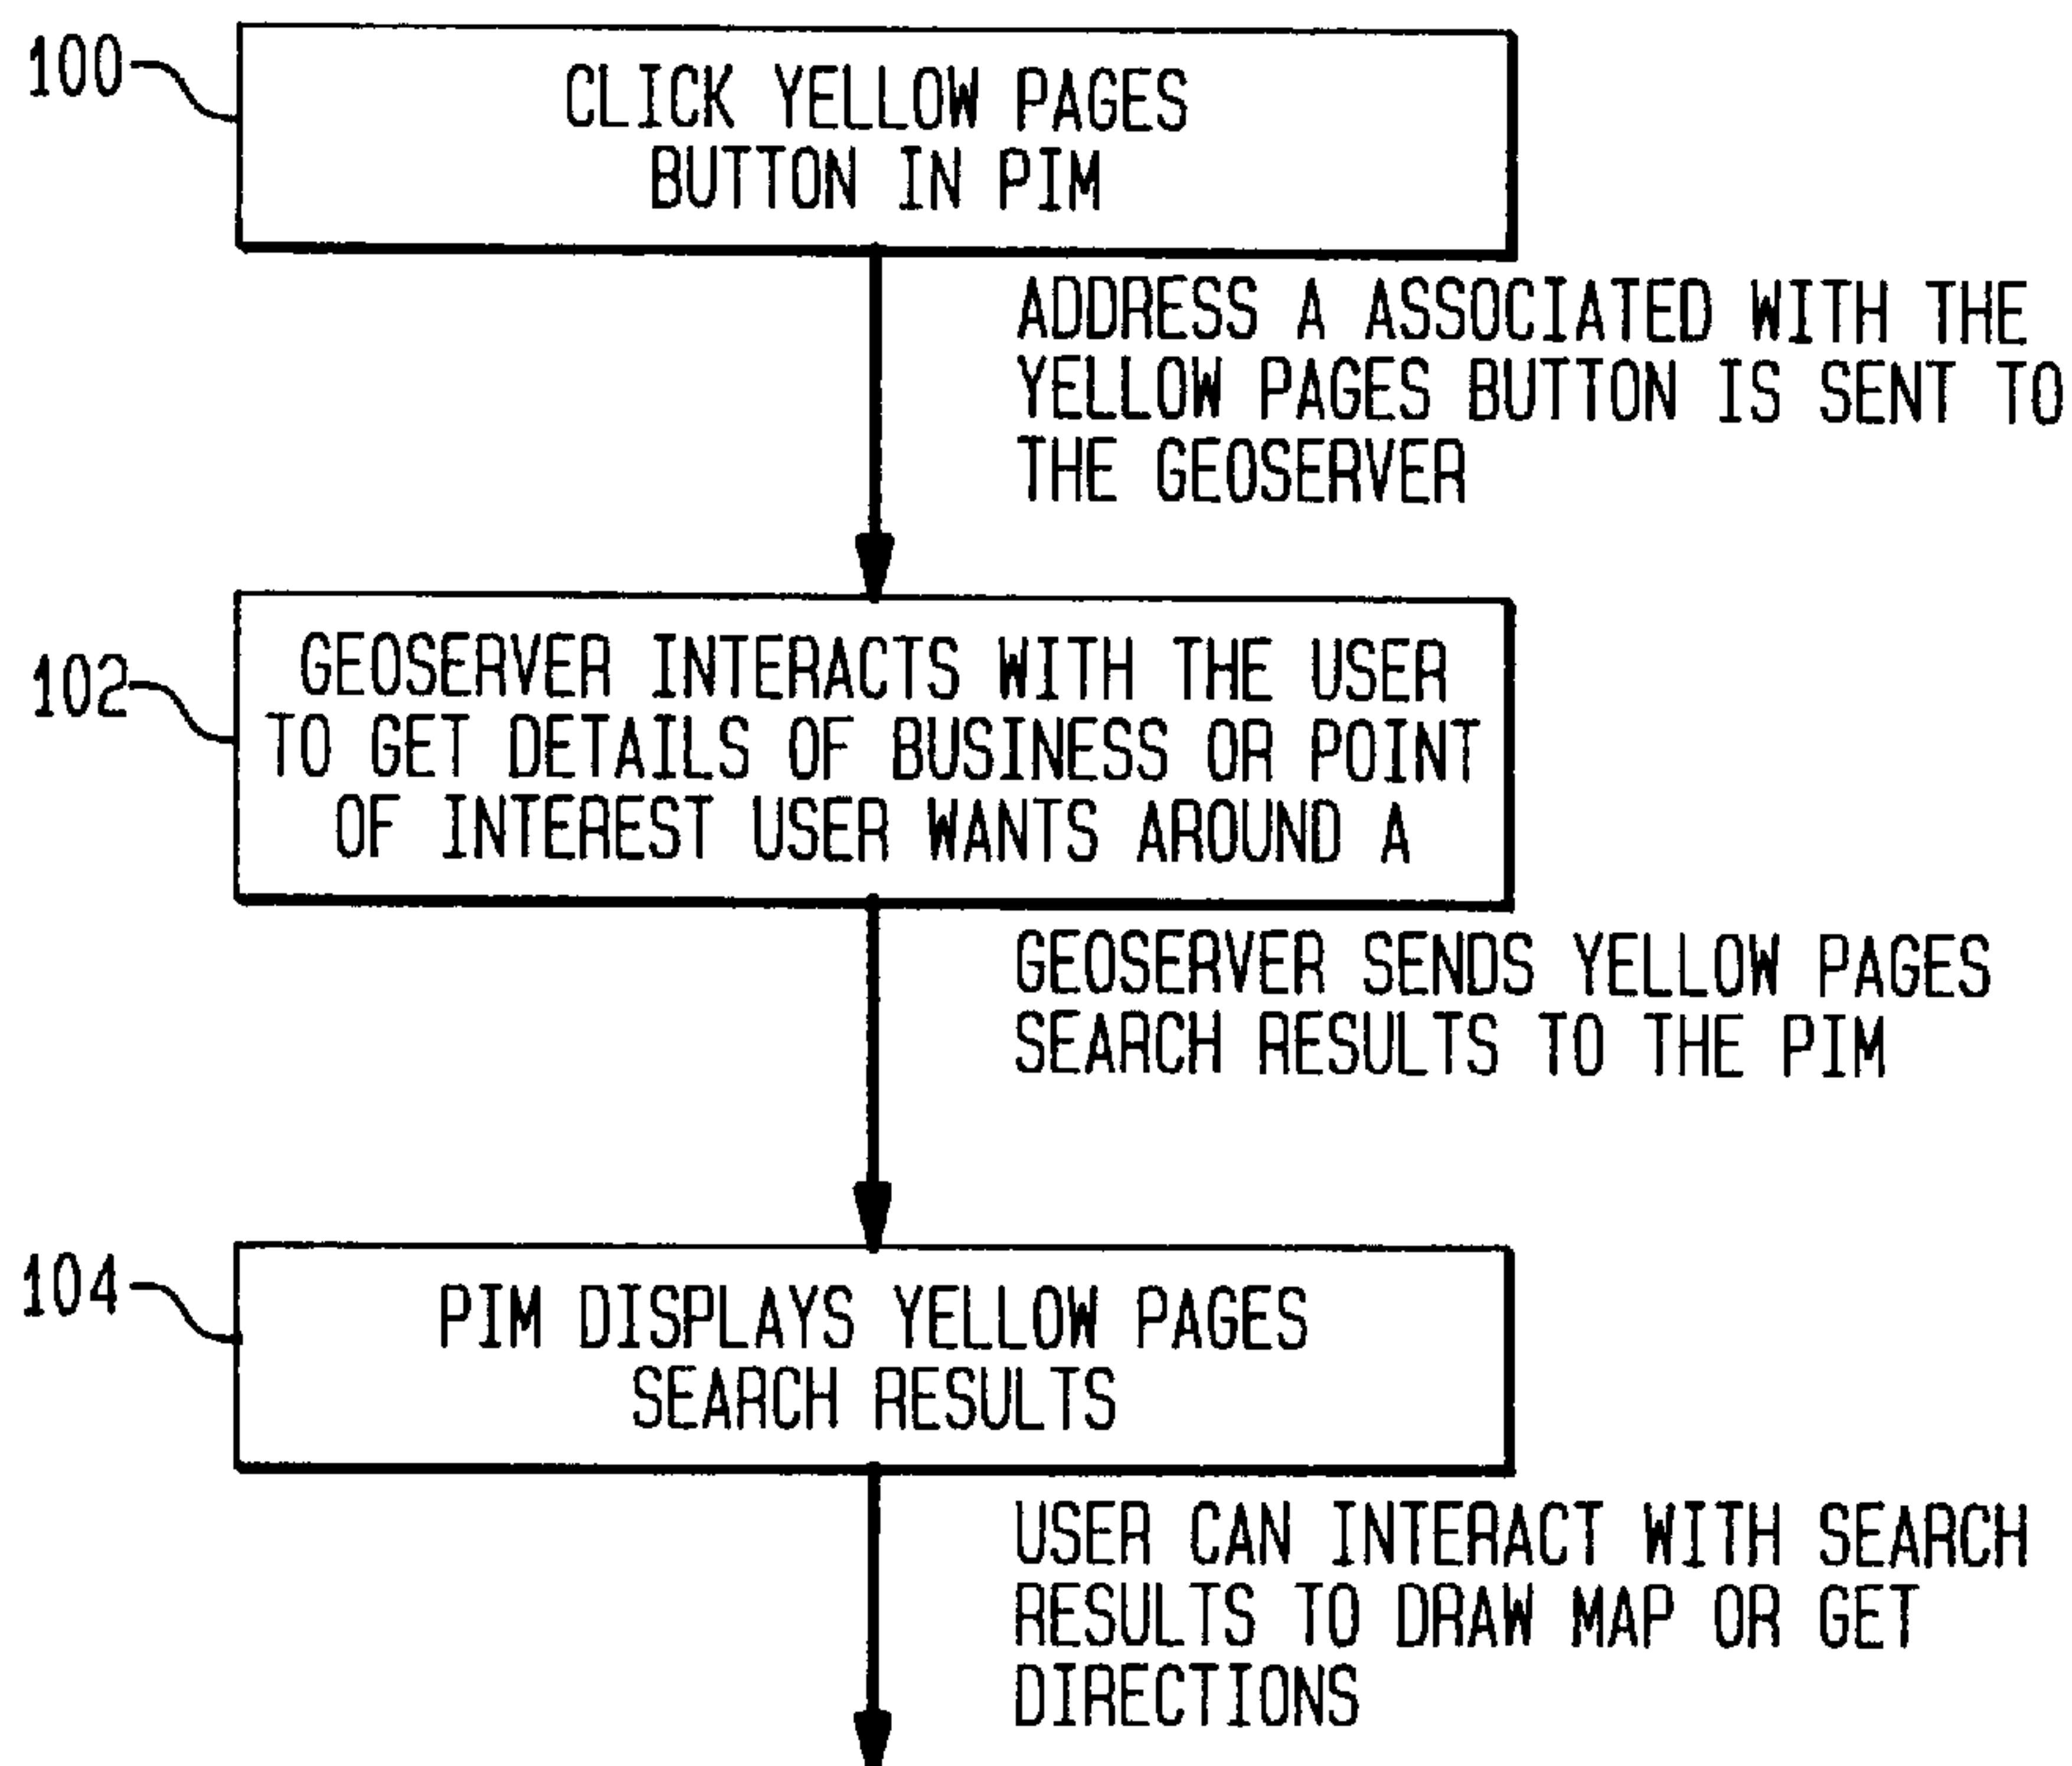 100
CLICK YELLOW PAGES
BUTTON IN PIM
ADDRESS A ASSOCIATED WITH THE
YELLOW PAGES BUTTON IS SENT TO
THE GEOSERVER
102
GEOSERVER INTERACTS WITH THE USER
TO GET DETAILS OF BUSINESS OR POINT
OF INTEREST USER WANTS AROUND A
GEOSERVER SENDS YELLOW PAGES
SEARCH RESULTS TO THE PIM
104
PIM DISPLAYS YELLOW PAGES
SEARCH RESULTS
USER CAN INTERACT WITH SEARCH
RESULTS TO DRAW MAP OR GET
DIRECTIONS